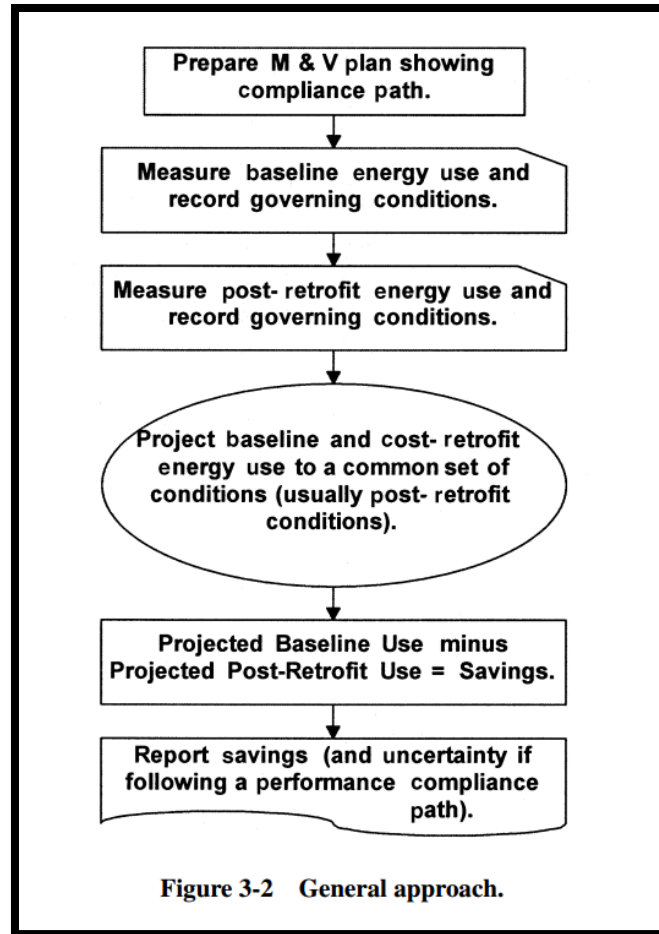 Prepare M & V plan showing
compliance path.
Measure baseline energy use and
record governing conditions.
Measure post- retrofit energy use and
record governing conditions.
Project baseline and cost- retrofit
energy use to a common set of
conditions (usually post- retrofit
conditions).
Projected Baseline Use minus
Projected Post-Retrofit Use = Savings.
Report savings (and uncertainty if
following a performance compliance
path).
Figure 3-2 General approach.